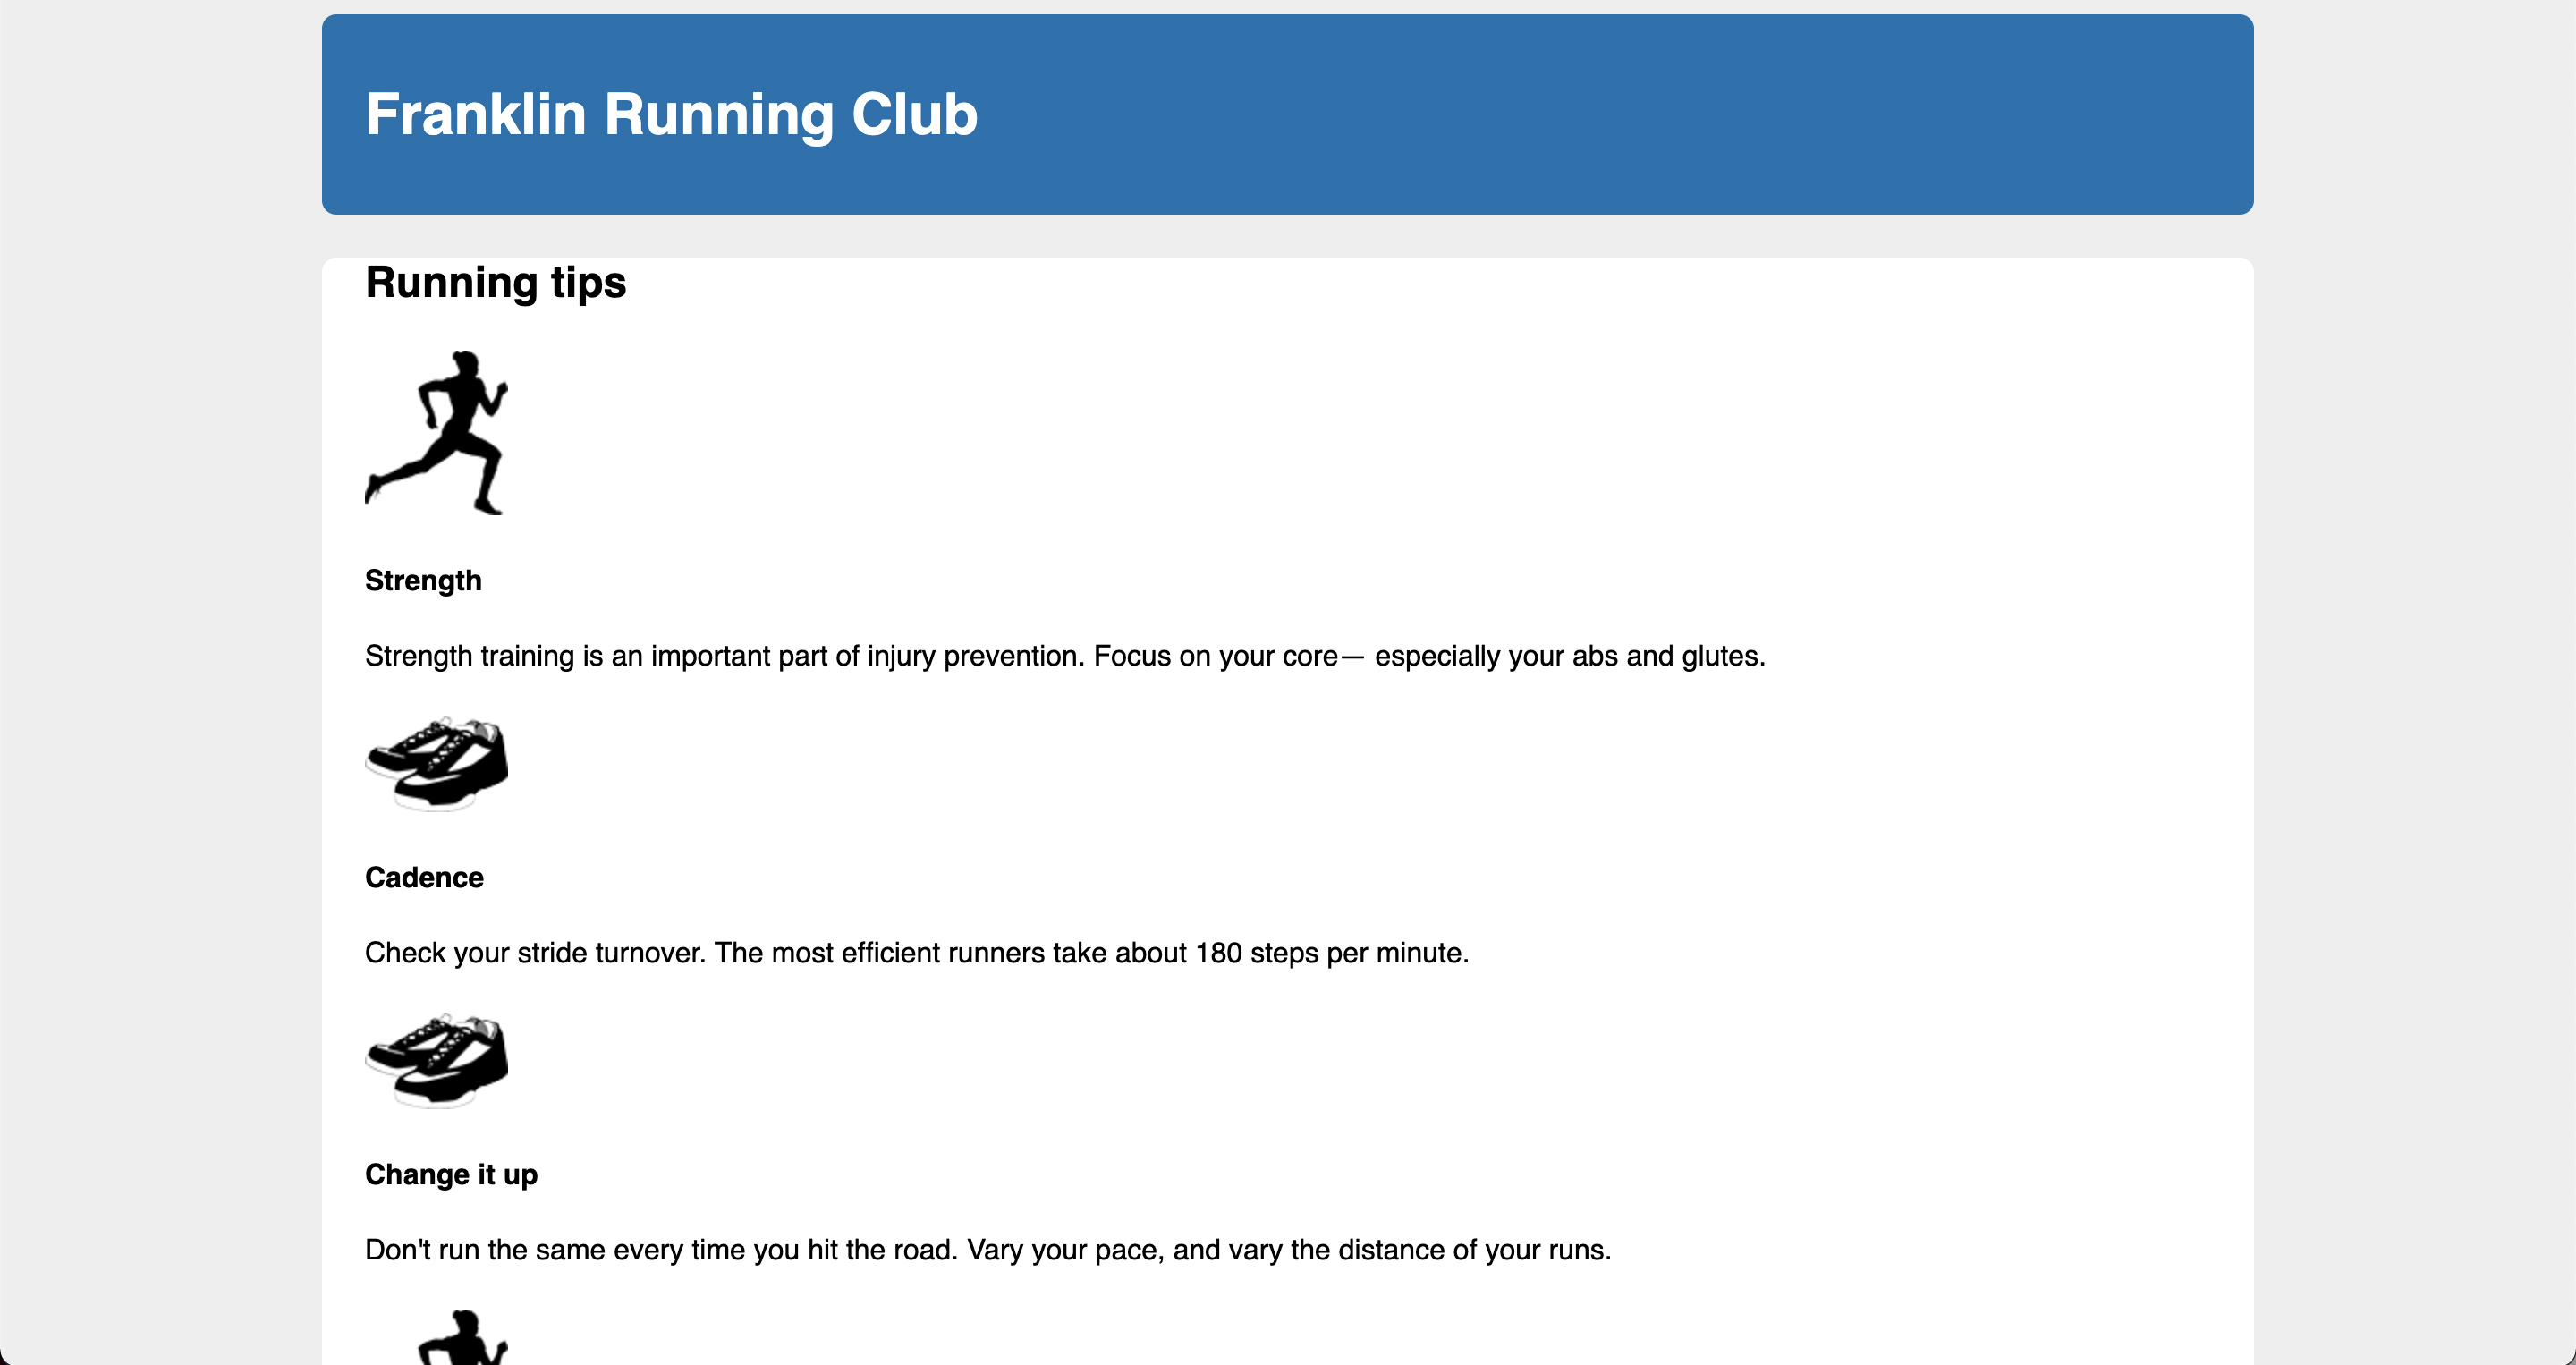 Franklin Running Club
Running tips
Strength
Strength training is an important part of injury prevention. Focus on your core— especially your abs and glutes.
Cadence
Check your stride turnover. The most efficient runners take about 180 steps per minute.
Change it up
Don't run the same every time you hit the road. Vary your pace, and vary the distance of your runs.